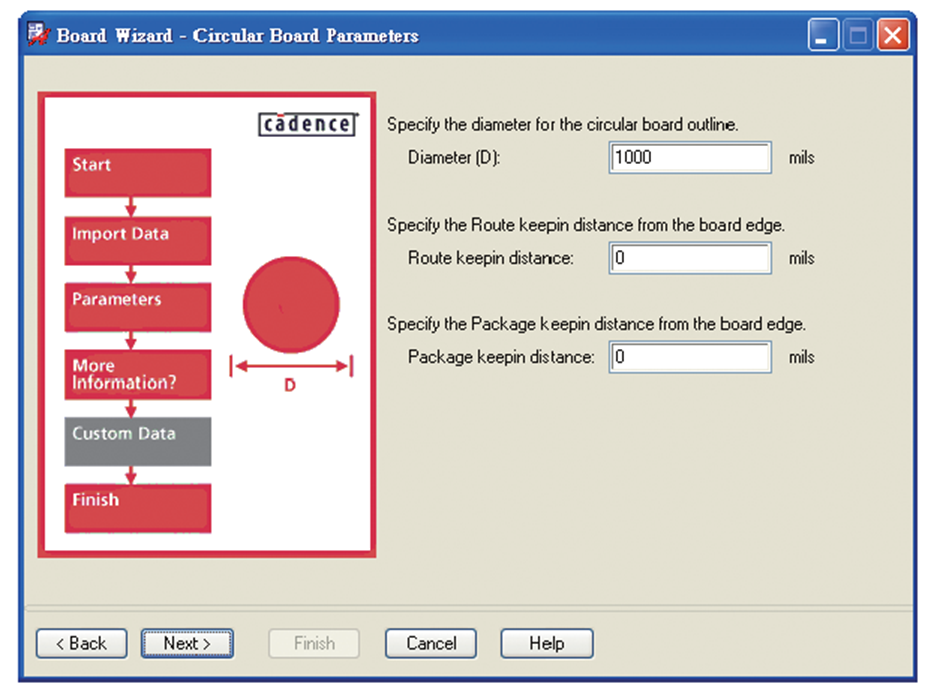 Board Wizard - Circular Board Parameters
cādence
Start
Import Data
Parameters
More
Information?
Custom Data
Finish
D
Specify the diameter for the circular board outline.
Diameter (D): 1000 mils
Specify the Route keepin distance from the board edge.
Route keepin distance: 0 mils
Specify the Package keepin distance from the board edge.
Package keepin distance: 0 mils
< Back Next > Finish Cancel Help